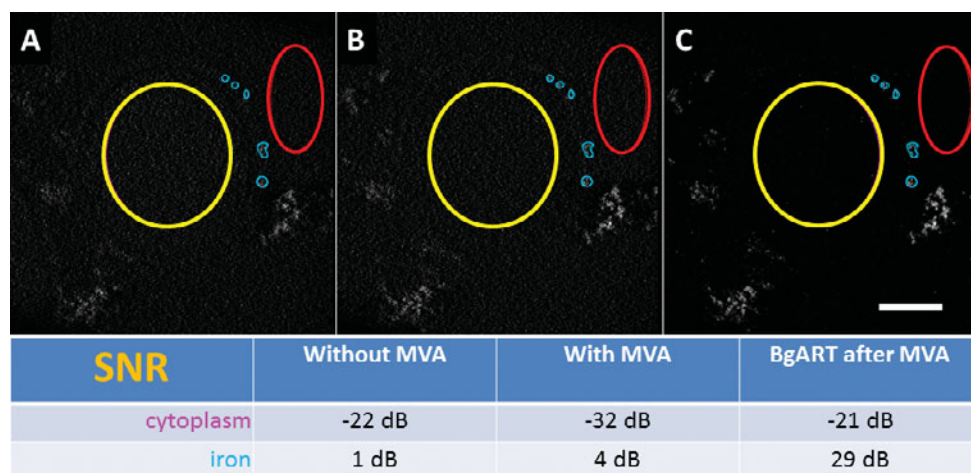 A B C
SNR Without MVA With MVA BgART after MVA
cytoplasm -22 dB -32 dB -21 dB
iron 1 dB 4 dB 29 dB